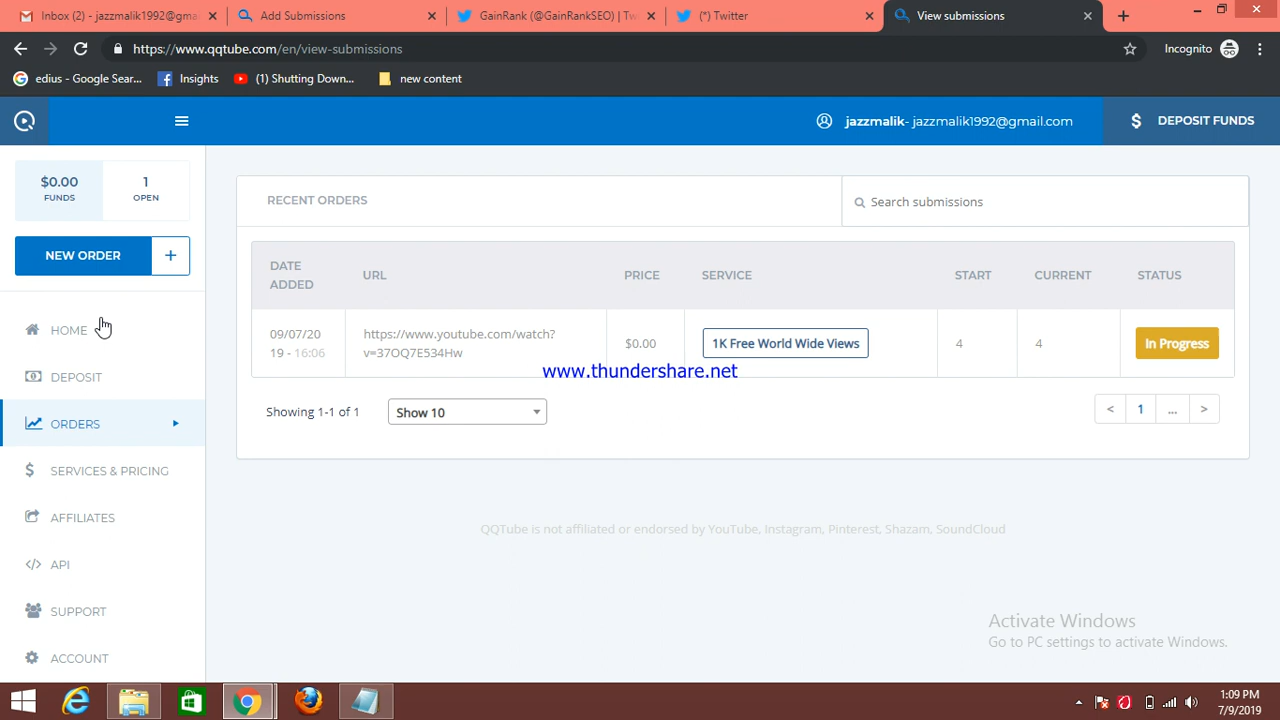 Inbox (2) - jazzmalik1992@gma
Add Submissions
GainRank (@GainRankSEO) | Tw
(*) Twitter
View submissions
https://www.qqtube.com/en/view-submissions
Incognito
edius - Google Sear...
Insights
(1) Shutting Down...
new content
jazzmalik- jazzmalik1992@gmail.com
$ DEPOSIT FUNDS
$0.00
FUNDS
1
OPEN
NEW ORDER +
HOME
DEPOSIT
ORDERS
$ SERVICES & PRICING
AFFILIATES
</> API
SUPPORT
ACCOUNT
RECENT ORDERS
Search submissions
DATE ADDED URL PRICE SERVICE START CURRENT STATUS
09/07/20
19 - 16:06
https://www.youtube.com/watch?
v=37OQ7E534Hw
$0.00
1K Free World Wide Views
4
4
In Progress
www.thundershare.net
Showing 1-1 of 1
Show 10
< 1 ... >
QQTube is not affiliated or endorsed by YouTube, Instagram, Pinterest, Shazam, SoundCloud
Activate Windows
Go to PC settings to activate Windows.
1:09 PM
7/9/2019